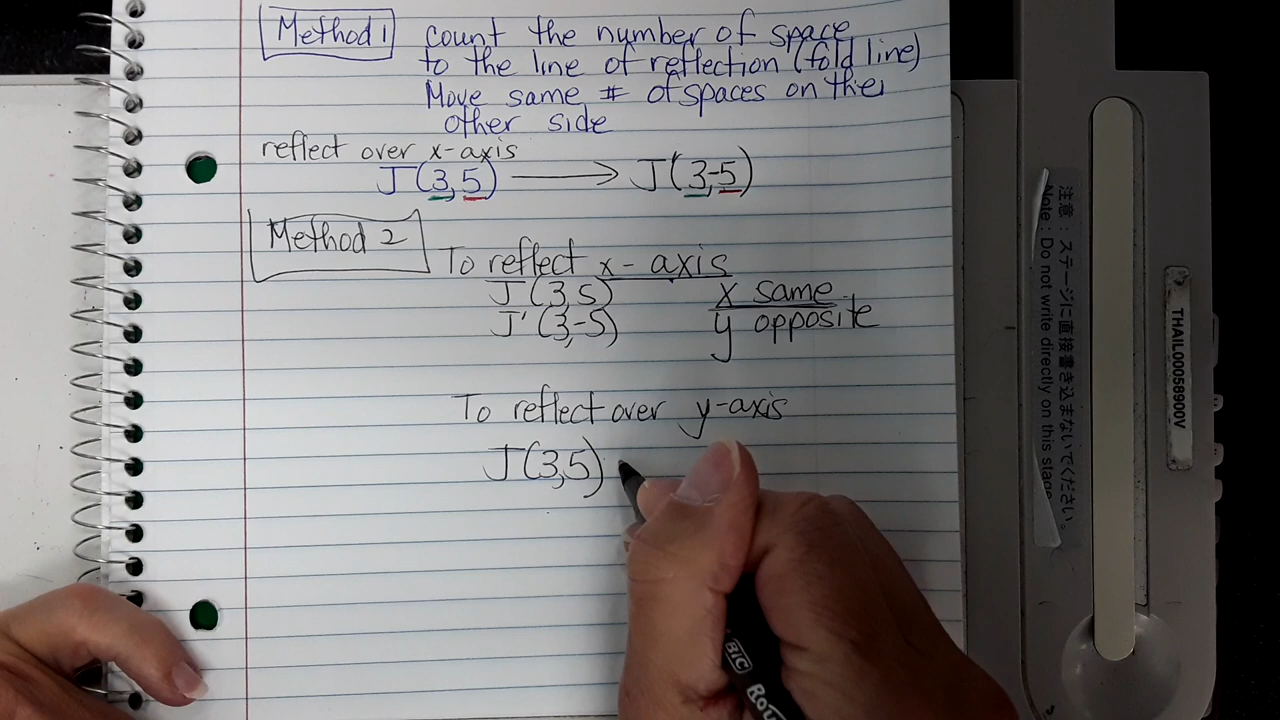 Method 1
count the number of space
to the line of reflection (fold line)
Move same # of spaces on the
other side
reflect over x-axis
J(3,5) → J'(3,-5)
Method 2
To reflect x-axis
J(3,5) x same
J'(3,-5) y opposite
To reflect over y-axis
J(3,5)
注意：ステージに直接書き込まないでください。
Note : Do not write directly on this stage.
THAIL00058900V
BIC
Rou